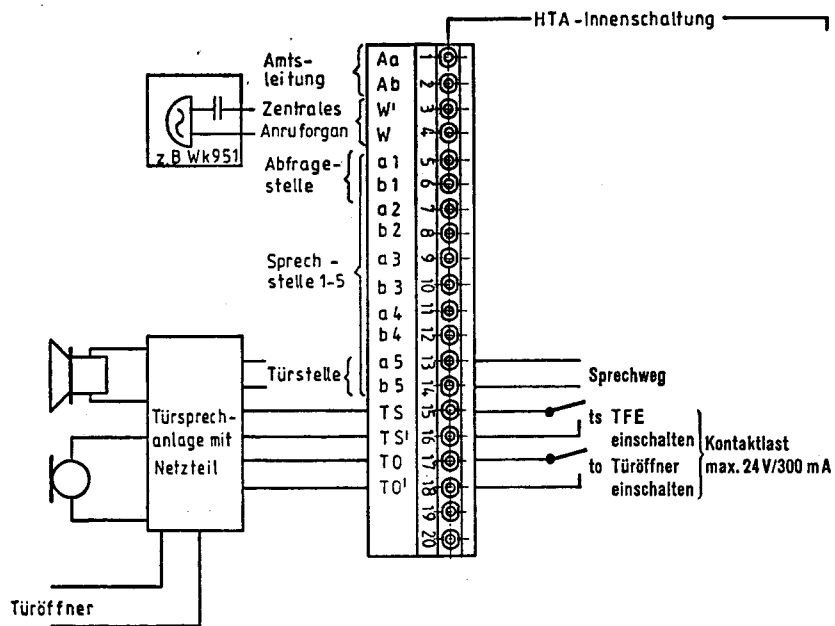 HTA-Innenschaltung
Amts-
leitung
Zentrales
Anruforgan
z.B Wk951
Abfrage-
stelle
Sprech-
stelle 1-5
Türstelle
Aa 1
Ab 2
W' 3
W 4
a1 5
b1 6
a2 7
b2 8
a3 9
b3 10
a4 11
b4 12
a5 13
b5 14
TS 15
TS' 16
TO 17
TO' 18
19
20
Türsprech-
anlage mit
Netzteil
Türöffner
Sprechweg
ts TFE
einschalten
to Türöffner
einschalten
Kontaktlast
max. 24 V/300 mA